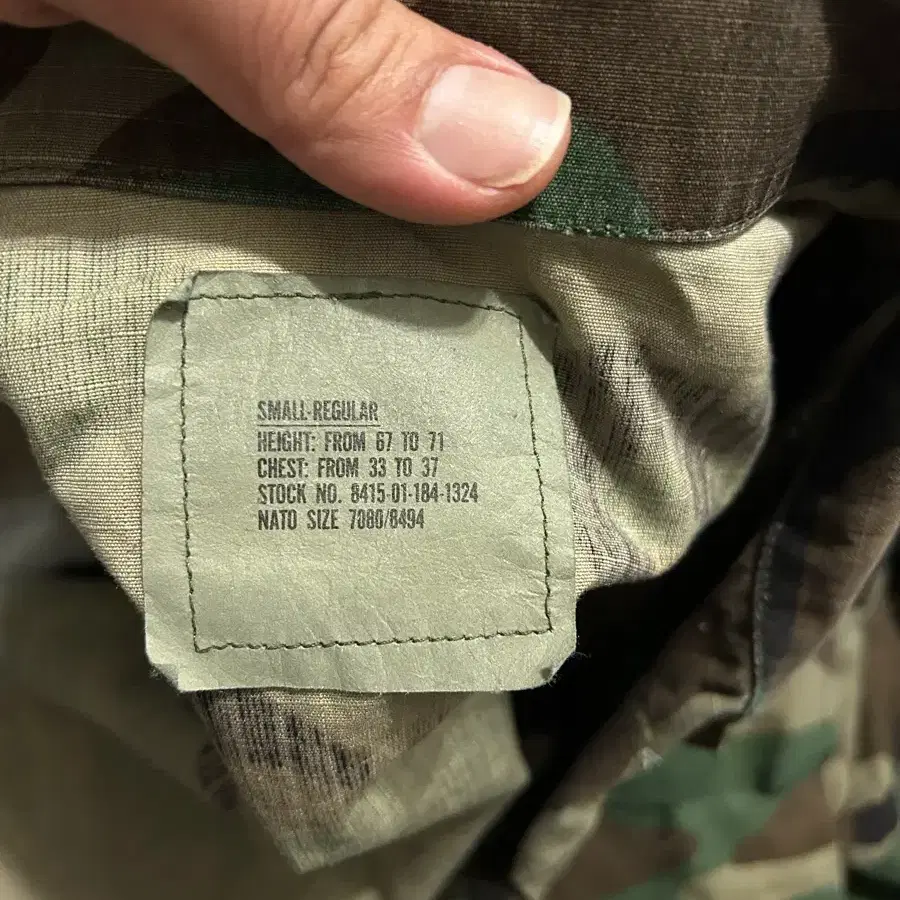 SMALL-REGULAR
HEIGHT: FROM 67 TO 71
CHEST: FROM 33 TO 37
STOCK NO. 8415-01-184-1324
NATO SIZE 7080/8494